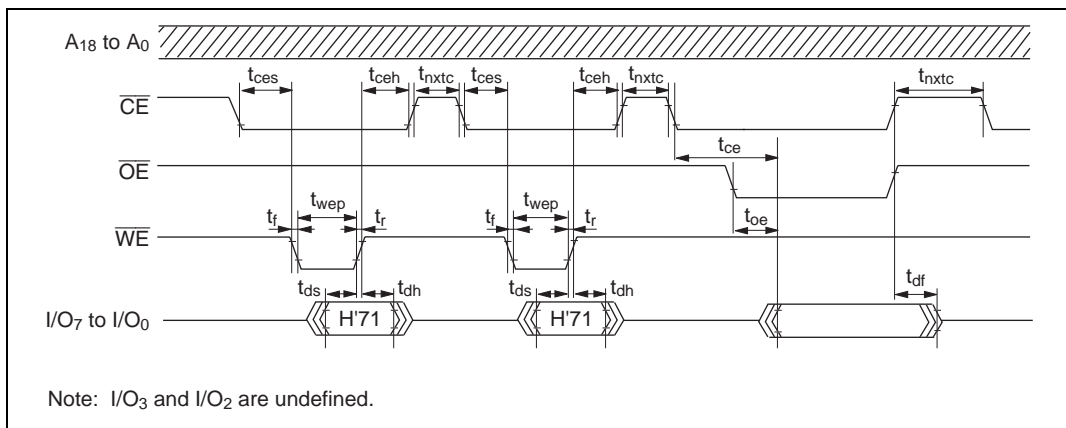 A18 to A0
tces tceh tnxtc tces tceh tnxtc tnxtc
CE
tce
OE
twep twep
tf tr tf tr toe
WE
tds tdh tds tdh tdf
I/O7 to I/O0 H'71 H'71
Note: I/O3 and I/O2 are undefined.